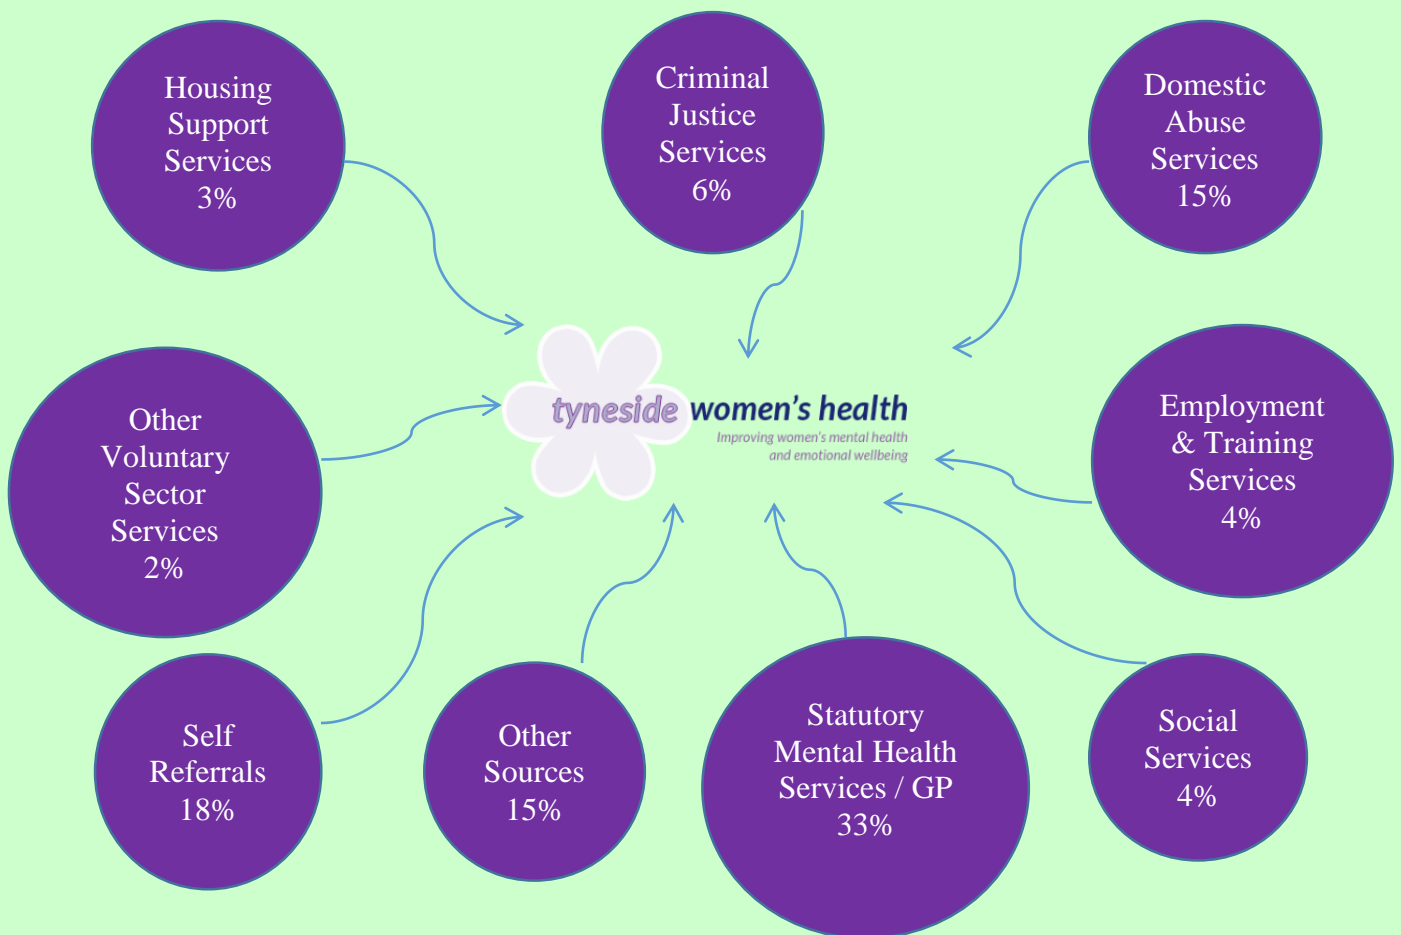 Housing
Support
Services
3%
Criminal
Justice
Services
6%
Domestic
Abuse
Services
15%
Other
Voluntary
Sector
Services
2%
tyneside women's health
Improving women's mental health
and emotional wellbeing
Employment
& Training
Services
4%
Self
Referrals
18%
Other
Sources
15%
Statutory
Mental Health
Services / GP
33%
Social
Services
4%